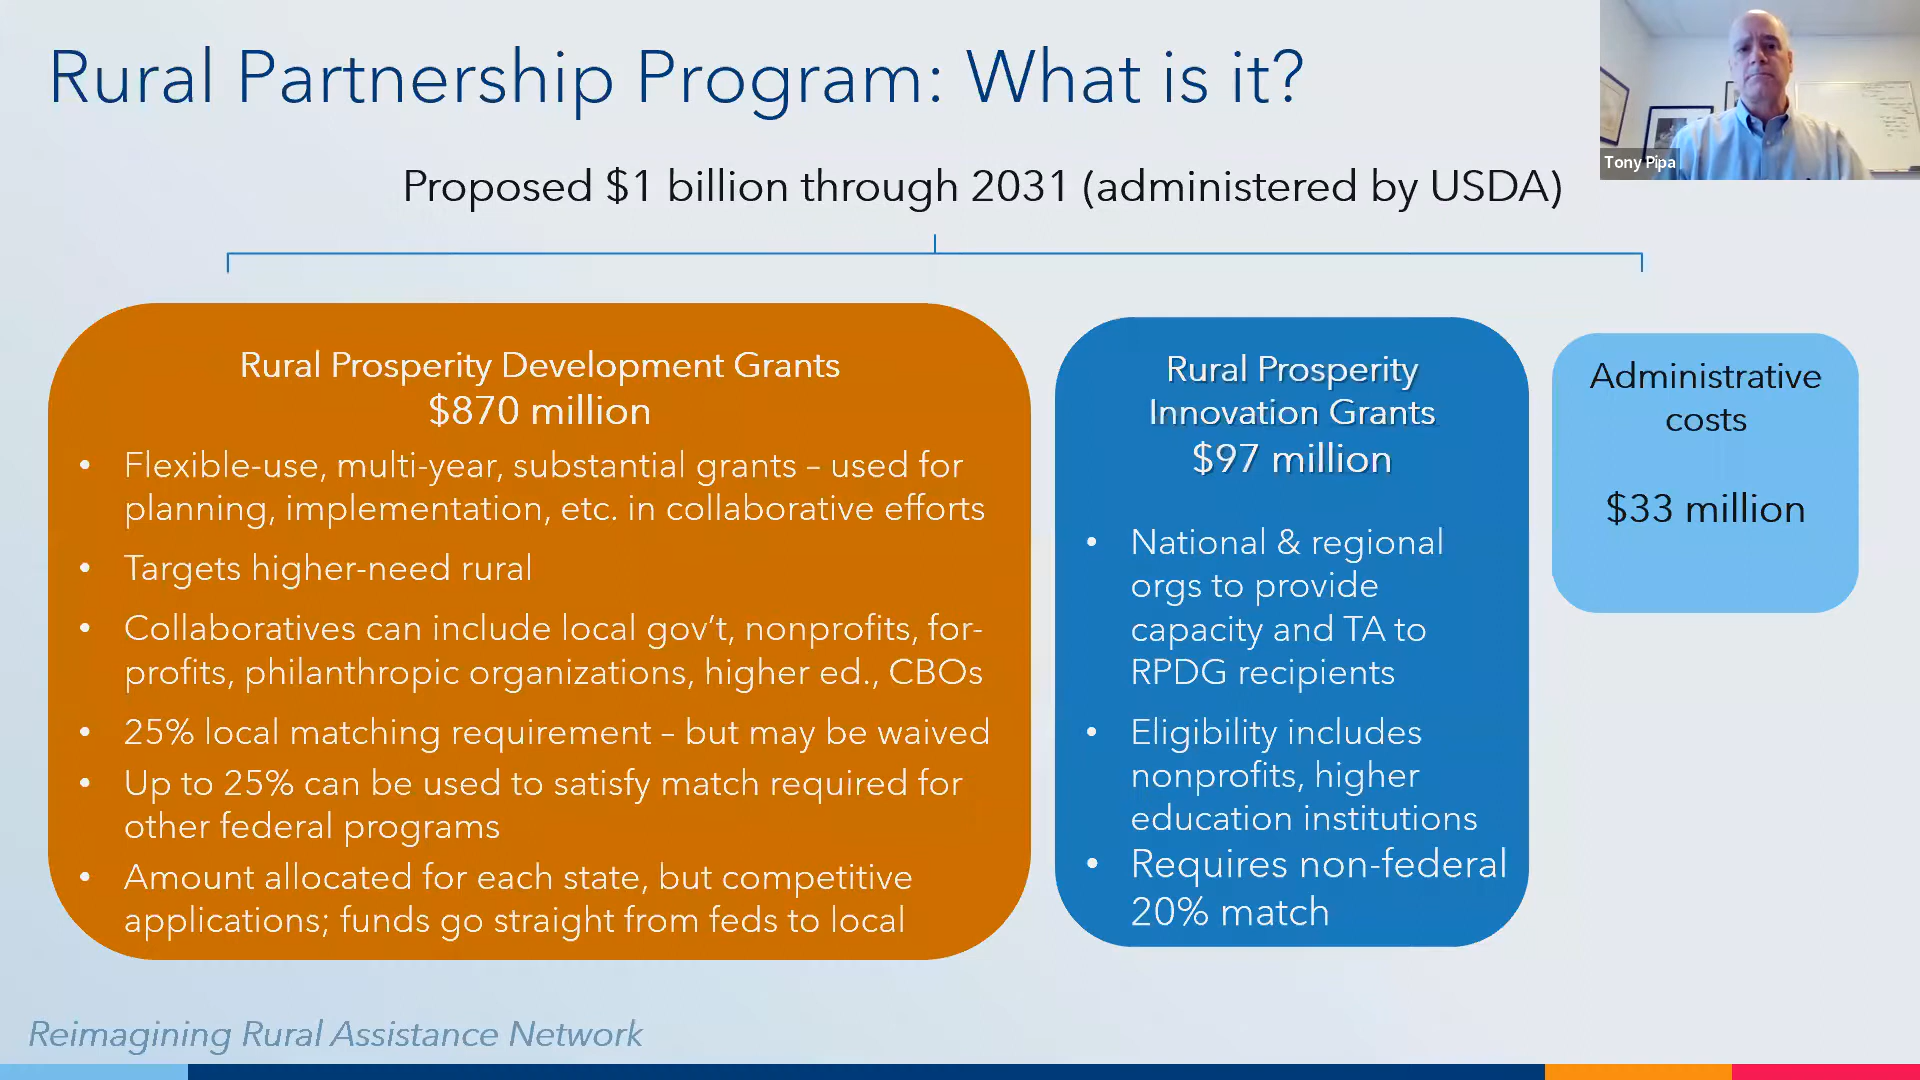 Rural Partnership Program: What is it?
Tony Pipa
Proposed $1 billion through 2031 (administered by USDA)
Rural Prosperity Development Grants
$870 million
• Flexible-use, multi-year, substantial grants – used for
planning, implementation, etc. in collaborative efforts
• Targets higher-need rural
• Collaboratives can include local gov’t, nonprofits, for-
profits, philanthropic organizations, higher ed., CBOs
• 25% local matching requirement – but may be waived
• Up to 25% can be used to satisfy match required for
other federal programs
• Amount allocated for each state, but competitive
applications; funds go straight from feds to local
Rural Prosperity
Innovation Grants
$97 million
• National & regional
orgs to provide
capacity and TA to
RPDG recipients
• Eligibility includes
nonprofits, higher
education institutions
• Requires non-federal
20% match
Administrative
costs
$33 million
Reimagining Rural Assistance Network